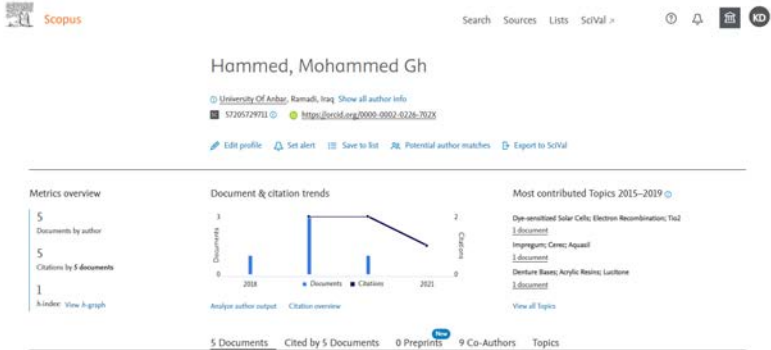 Scopus
Search Sources Lists SciVal
KD
Hammed, Mohammed Gh
University Of Anbar, Ramadi, Iraq Show all author info
57205729711 https://orcid.org/0000-0002-0226-702X
Edit profile Set alert Save to list Potential author matches Export to SciVal
Metrics overview
5
Documents by author
5
Citations by 5 documents
1
h-index: View h-graph
Document & citation trends
3
0
Documents
2018
2021
Documents Citations
2
0
Citations
Analyze author output Citation overview
Most contributed Topics 2015–2019
Dye-sensitized Solar Cells; Electron Recombination; Tio2
1 document
Impregum; Cerec; Aquasil
1 document
Denture Bases; Acrylic Resins; Lucitone
1 document
View all Topics
New
5 Documents Cited by 5 Documents 0 Preprints 9 Co-Authors Topics